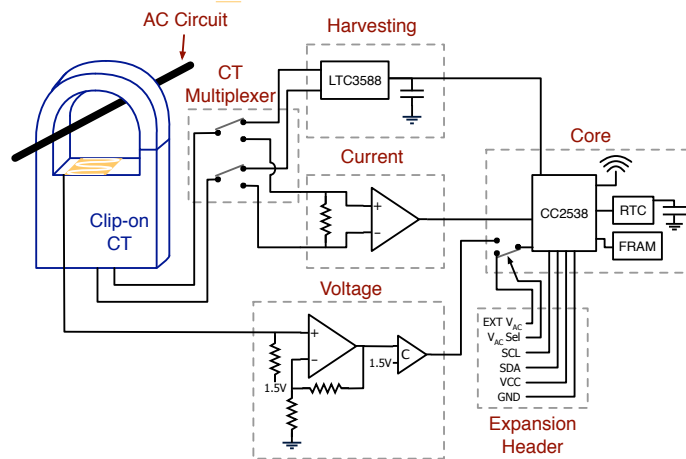 AC Circuit
Harvesting
CT
Multiplexer
LTC3588
Core
Current
CC2538
RTC
FRAM
+
−
Clip-on
CT
Voltage
+
−
1.5V
1.5V
C
EXT VAC
VAC Sel
SCL
SDA
VCC
GND
Expansion
Header